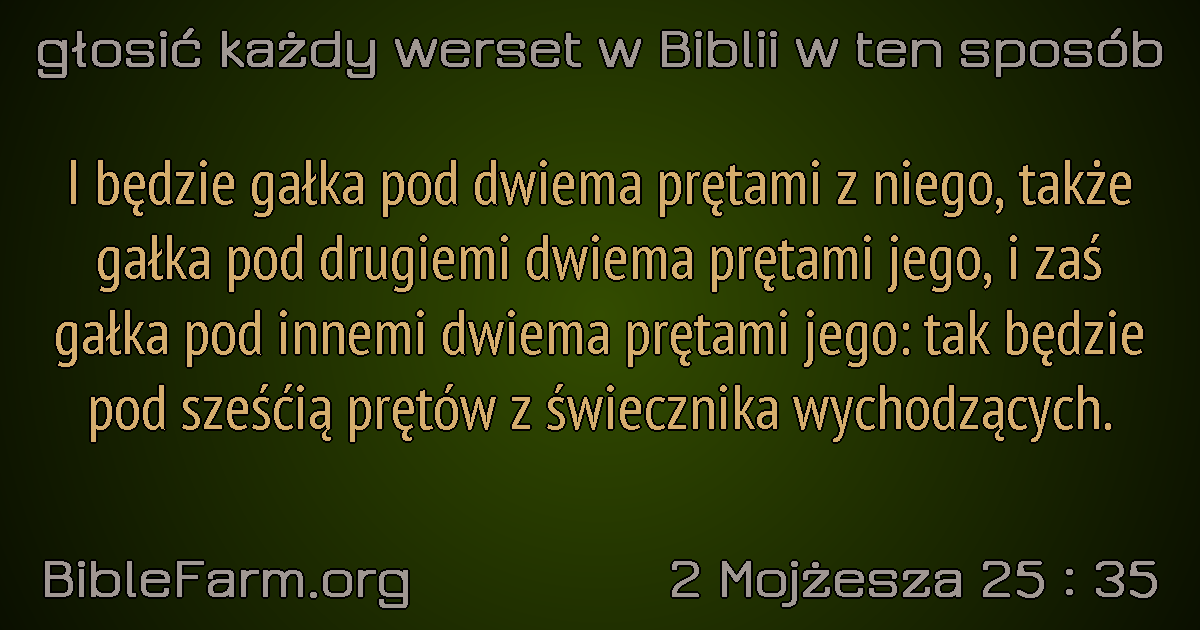 głosić każdy werset w Biblii w ten sposób
I będzie gałka pod dwiema prętami z niego, także
gałka pod drugiemi dwiema prętami jego, i zaś
gałka pod innemi dwiema prętami jego: tak będzie
pod sześćią prętów z świecznika wychodzących.
BibleFarm.org
2 Mojżesza 25 : 35